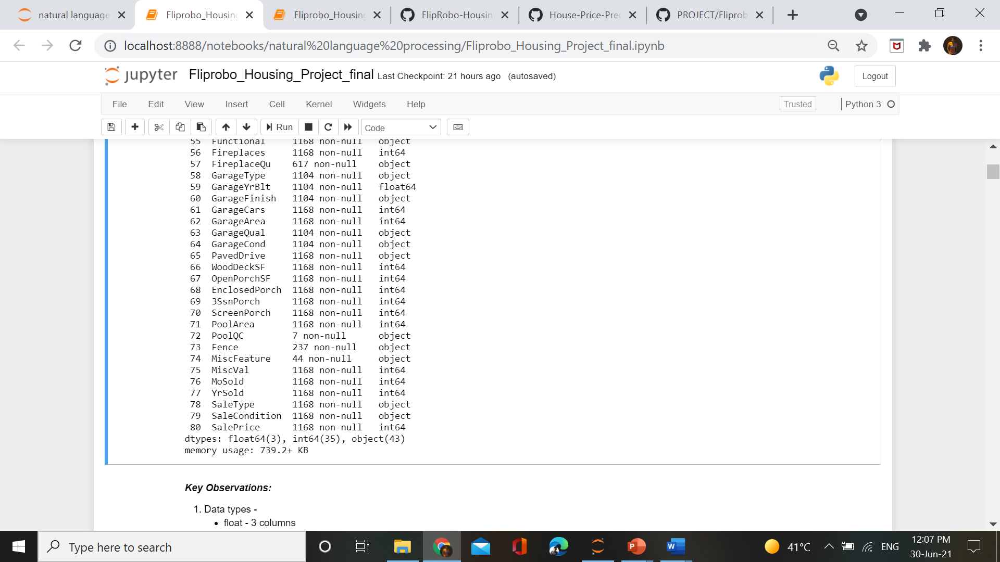 natural language
Fliprobo_Housing
Fliprobo_Housing
FlipRobo-Housin
House-Price-Pred
PROJECT/Fliprob
localhost:8888/notebooks/natural%20language%20processing/Fliprobo_Housing_Project_final.ipynb
jupyter Fliprobo_Housing_Project_final Last Checkpoint: 21 hours ago (autosaved)
Logout
File Edit View Insert Cell Kernel Widgets Help
Trusted
Python 3
Run
Code
55 Functional 1168 non-null object
56 Fireplaces 1168 non-null int64
57 FireplaceQu 617 non-null object
58 GarageType 1104 non-null object
59 GarageYrBlt 1104 non-null float64
60 GarageFinish 1104 non-null object
61 GarageCars 1168 non-null int64
62 GarageArea 1168 non-null int64
63 GarageQual 1104 non-null object
64 GarageCond 1104 non-null object
65 PavedDrive 1168 non-null object
66 WoodDeckSF 1168 non-null int64
67 OpenPorchSF 1168 non-null int64
68 EnclosedPorch 1168 non-null int64
69 3SsnPorch 1168 non-null int64
70 ScreenPorch 1168 non-null int64
71 PoolArea 1168 non-null int64
72 PoolQC 7 non-null object
73 Fence 237 non-null object
74 MiscFeature 44 non-null object
75 MiscVal 1168 non-null int64
76 MoSold 1168 non-null int64
77 YrSold 1168 non-null int64
78 SaleType 1168 non-null object
79 SaleCondition 1168 non-null object
80 SalePrice 1168 non-null int64
dtypes: float64(3), int64(35), object(43)
memory usage: 739.2+ KB
Key Observations:
1. Data types -
• float - 3 columns
Type here to search
P
W
41°C
ENG
12:07 PM
30-Jun-21